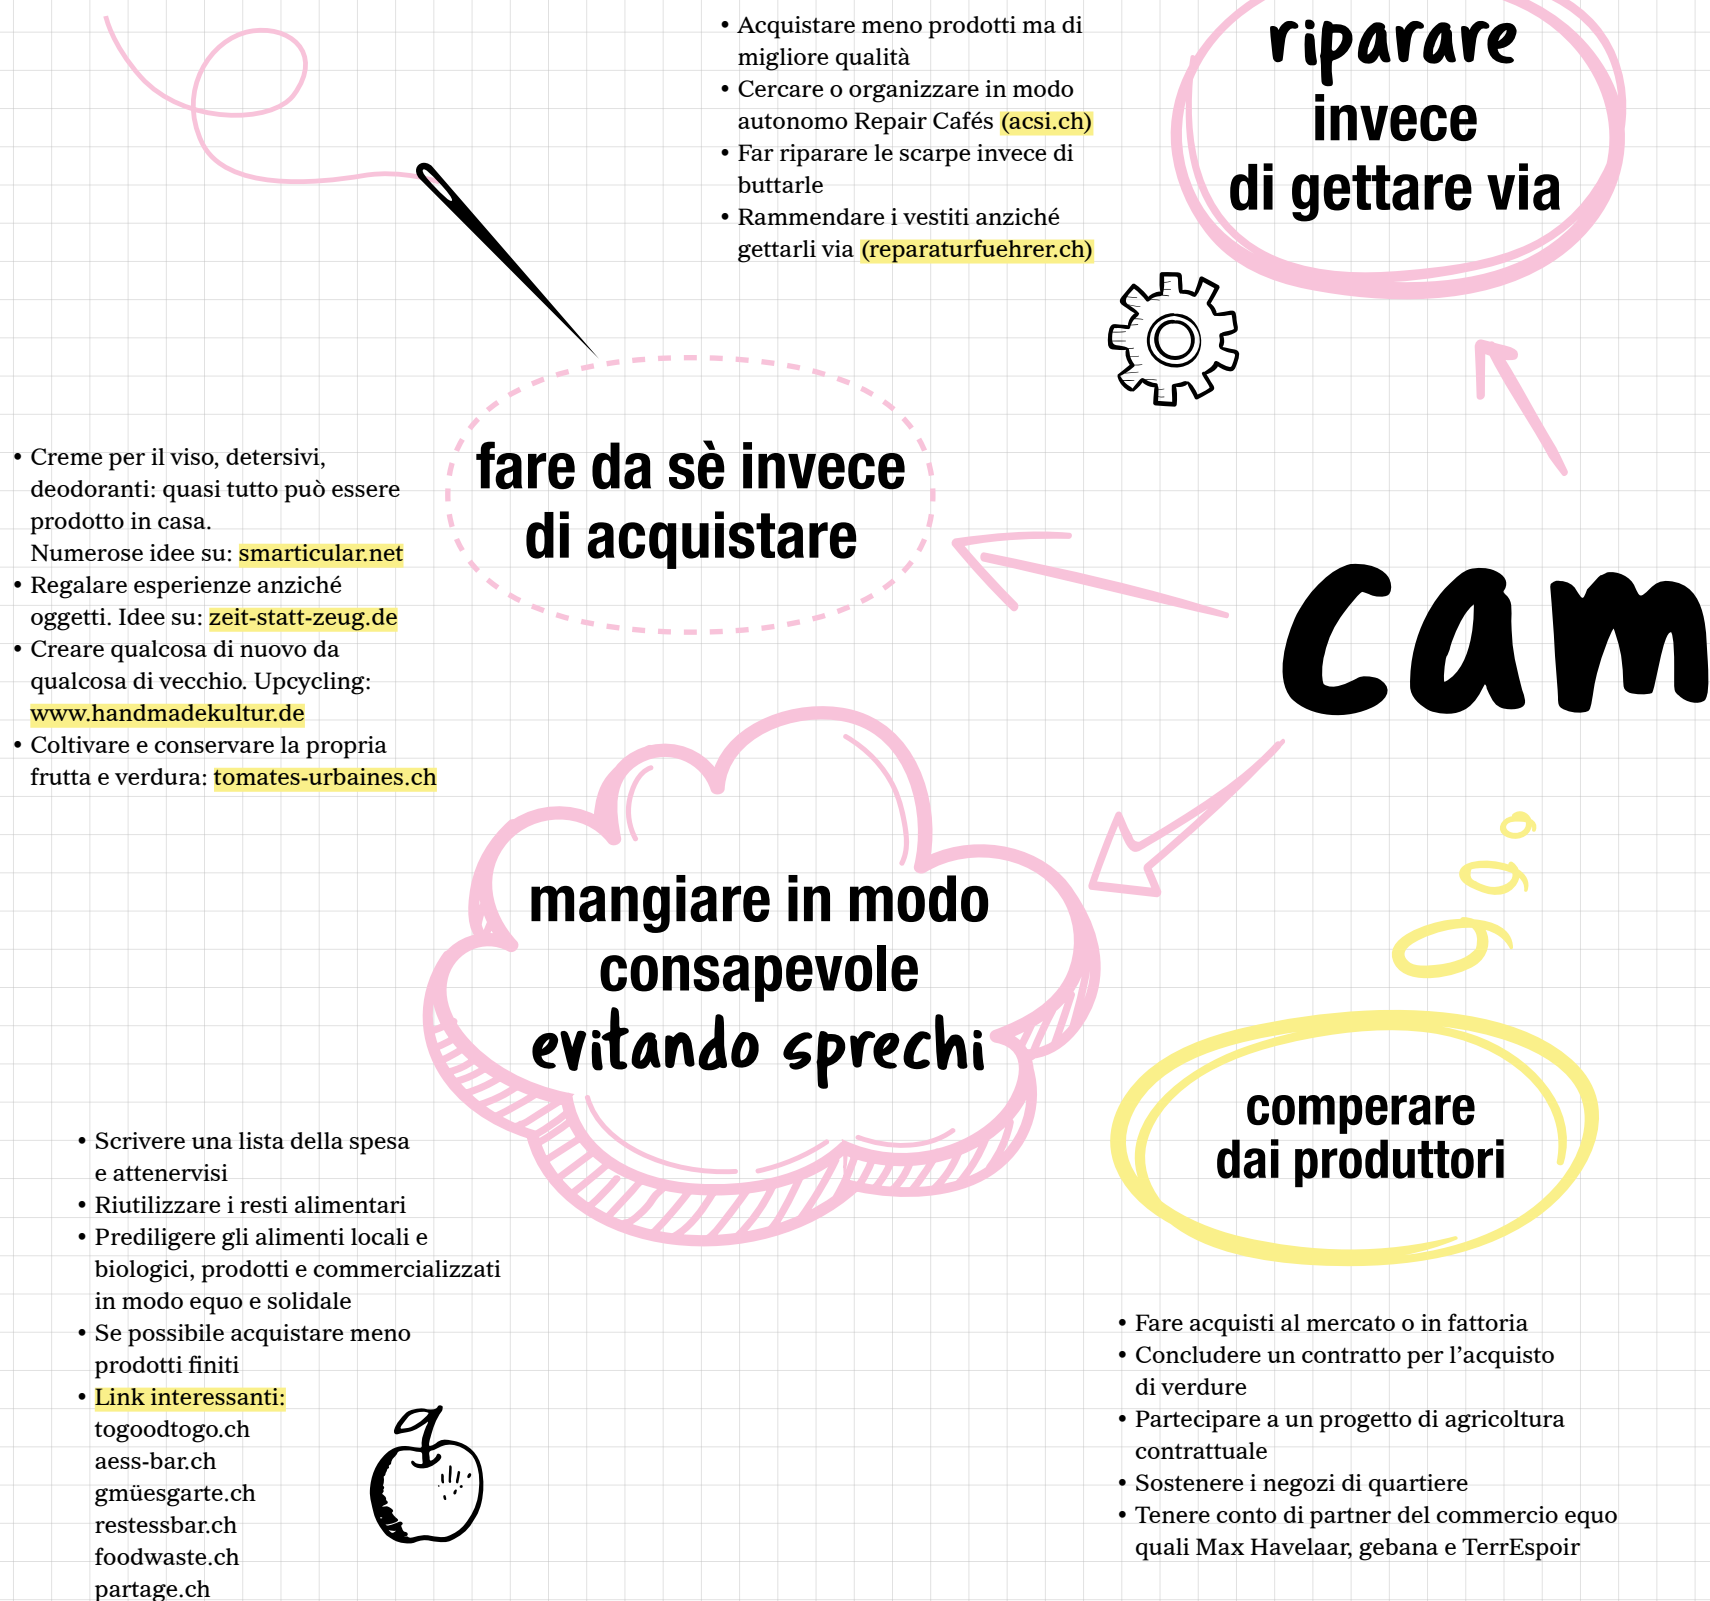 • Acquistare meno prodotti ma di
migliore qualità
• Cercare o organizzare in modo
autonomo Repair Cafés (acsi.ch)
• Far riparare le scarpe invece di
buttarle
• Rammendare i vestiti anziché
gettarli via (reparaturfuehrer.ch)
riparare
invece
di gettare via
fare da sè invece
di acquistare
• Creme per il viso, detersivi,
deodoranti: quasi tutto può essere
prodotto in casa.
Numerose idee su: smarticular.net
• Regalare esperienze anziché
oggetti. Idee su: zeit-statt-zeug.de
• Creare qualcosa di nuovo da
qualcosa di vecchio. Upcycling:
www.handmadekultur.de
• Coltivare e conservare la propria
frutta e verdura: tomates-urbaines.ch
cam
mangiare in modo
consapevole
evitando sprechi
• Scrivere una lista della spesa
e attenervisi
• Riutilizzare i resti alimentari
• Prediligere gli alimenti locali e
biologici, prodotti e commercializzati
in modo equo e solidale
• Se possibile acquistare meno
prodotti finiti
• Link interessanti:
togoodtogo.ch
aess-bar.ch
gmüesgarte.ch
restessbar.ch
foodwaste.ch
partage.ch
comperare
dai produttori
• Fare acquisti al mercato o in fattoria
• Concludere un contratto per l’acquisto
di verdure
• Partecipare a un progetto di agricoltura
contrattuale
• Sostenere i negozi di quartiere
• Tenere conto di partner del commercio equo
quali Max Havelaar, gebana e TerrEspoir